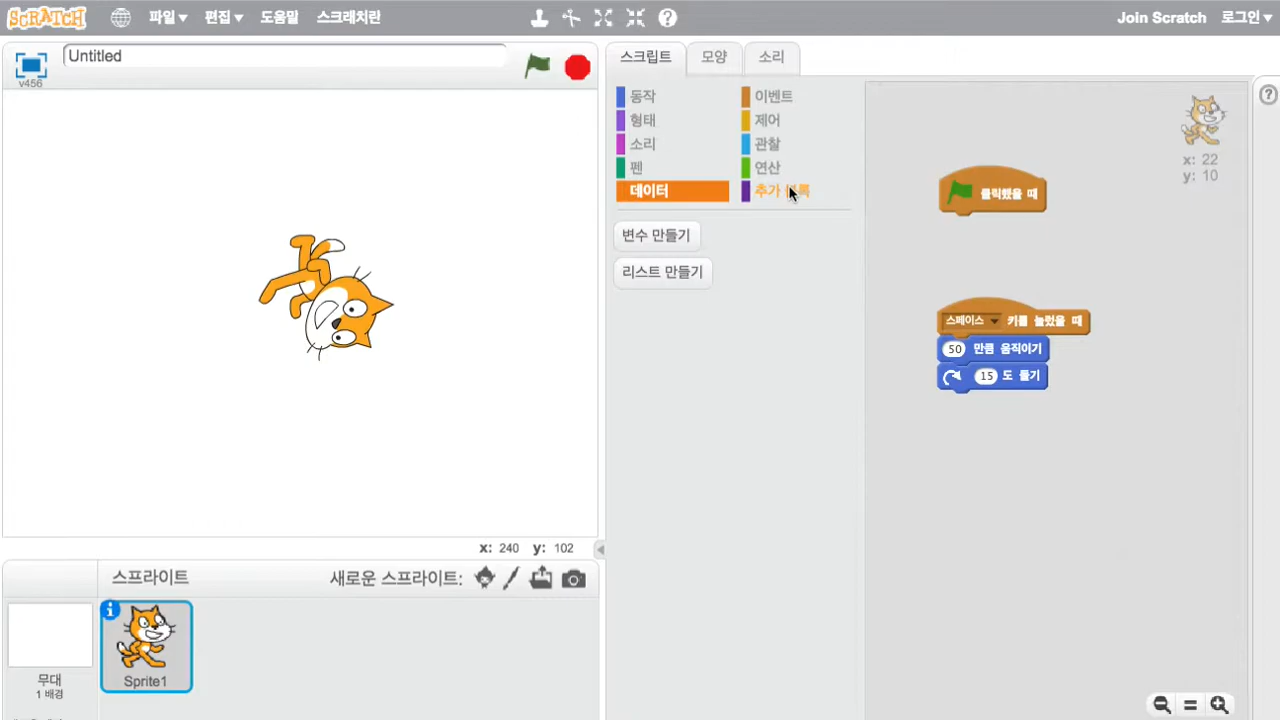 SCRATCH 파일▼ 편집▼ 도움말 스크래치란 Join Scratch 로그인▼
v456
Untitled
스크립트 모양 소리
동작 이벤트
형태 제어
소리 관찰
펜 연산
데이터 추가
변수 만들기
리스트 만들기
x: 22
y: 10
클릭했을 때
스페이스 키를 눌렀을 때
50 만큼 움직이기
15 도 돌기
x: 240 y: 102
스프라이트 새로운 스프라이트:
무대
1 배경
Sprite1